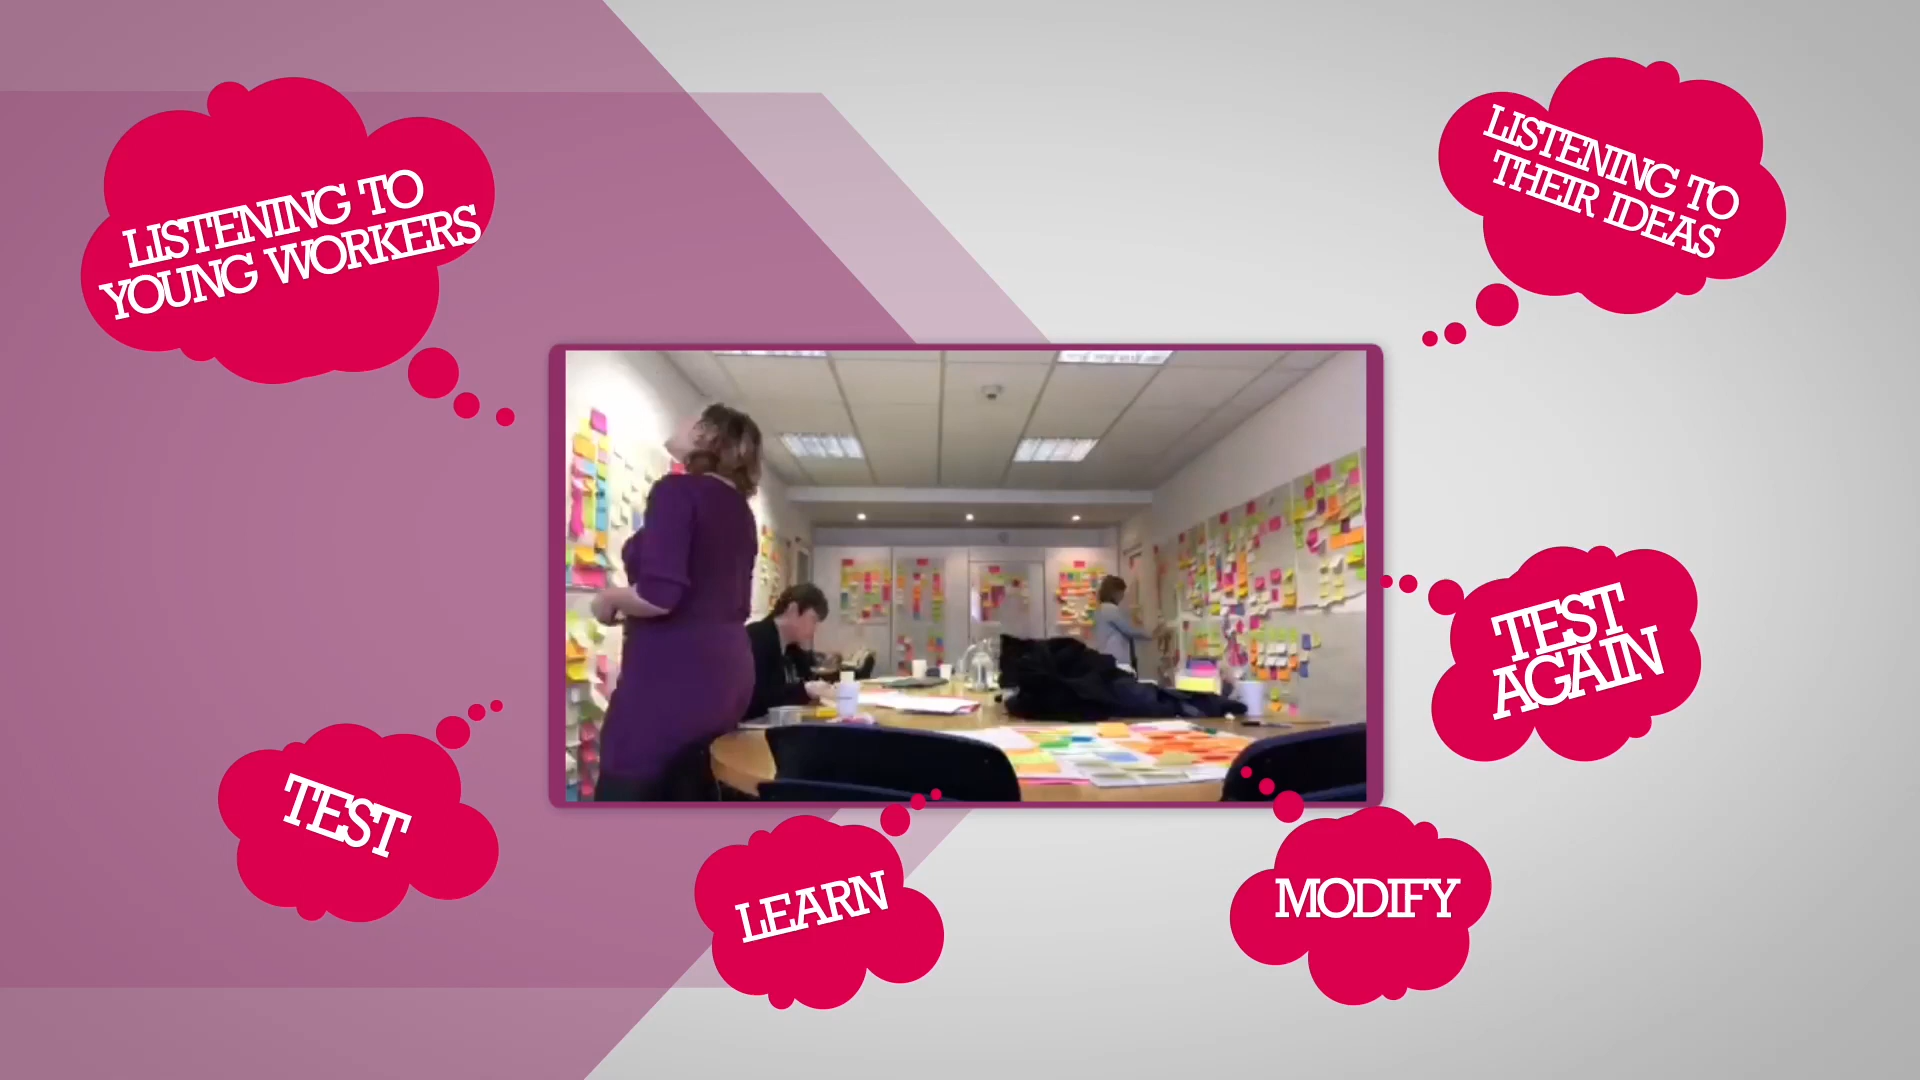 LISTENING TO
YOUNG WORKERS
LISTENING TO
THEIR IDEAS
TEST
AGAIN
TEST
LEARN
MODIFY